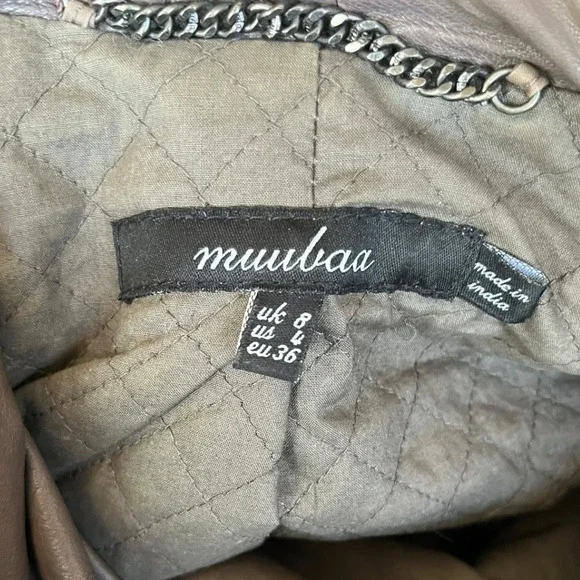 muubaa
made in
india
uk 8
us 4
eu 36